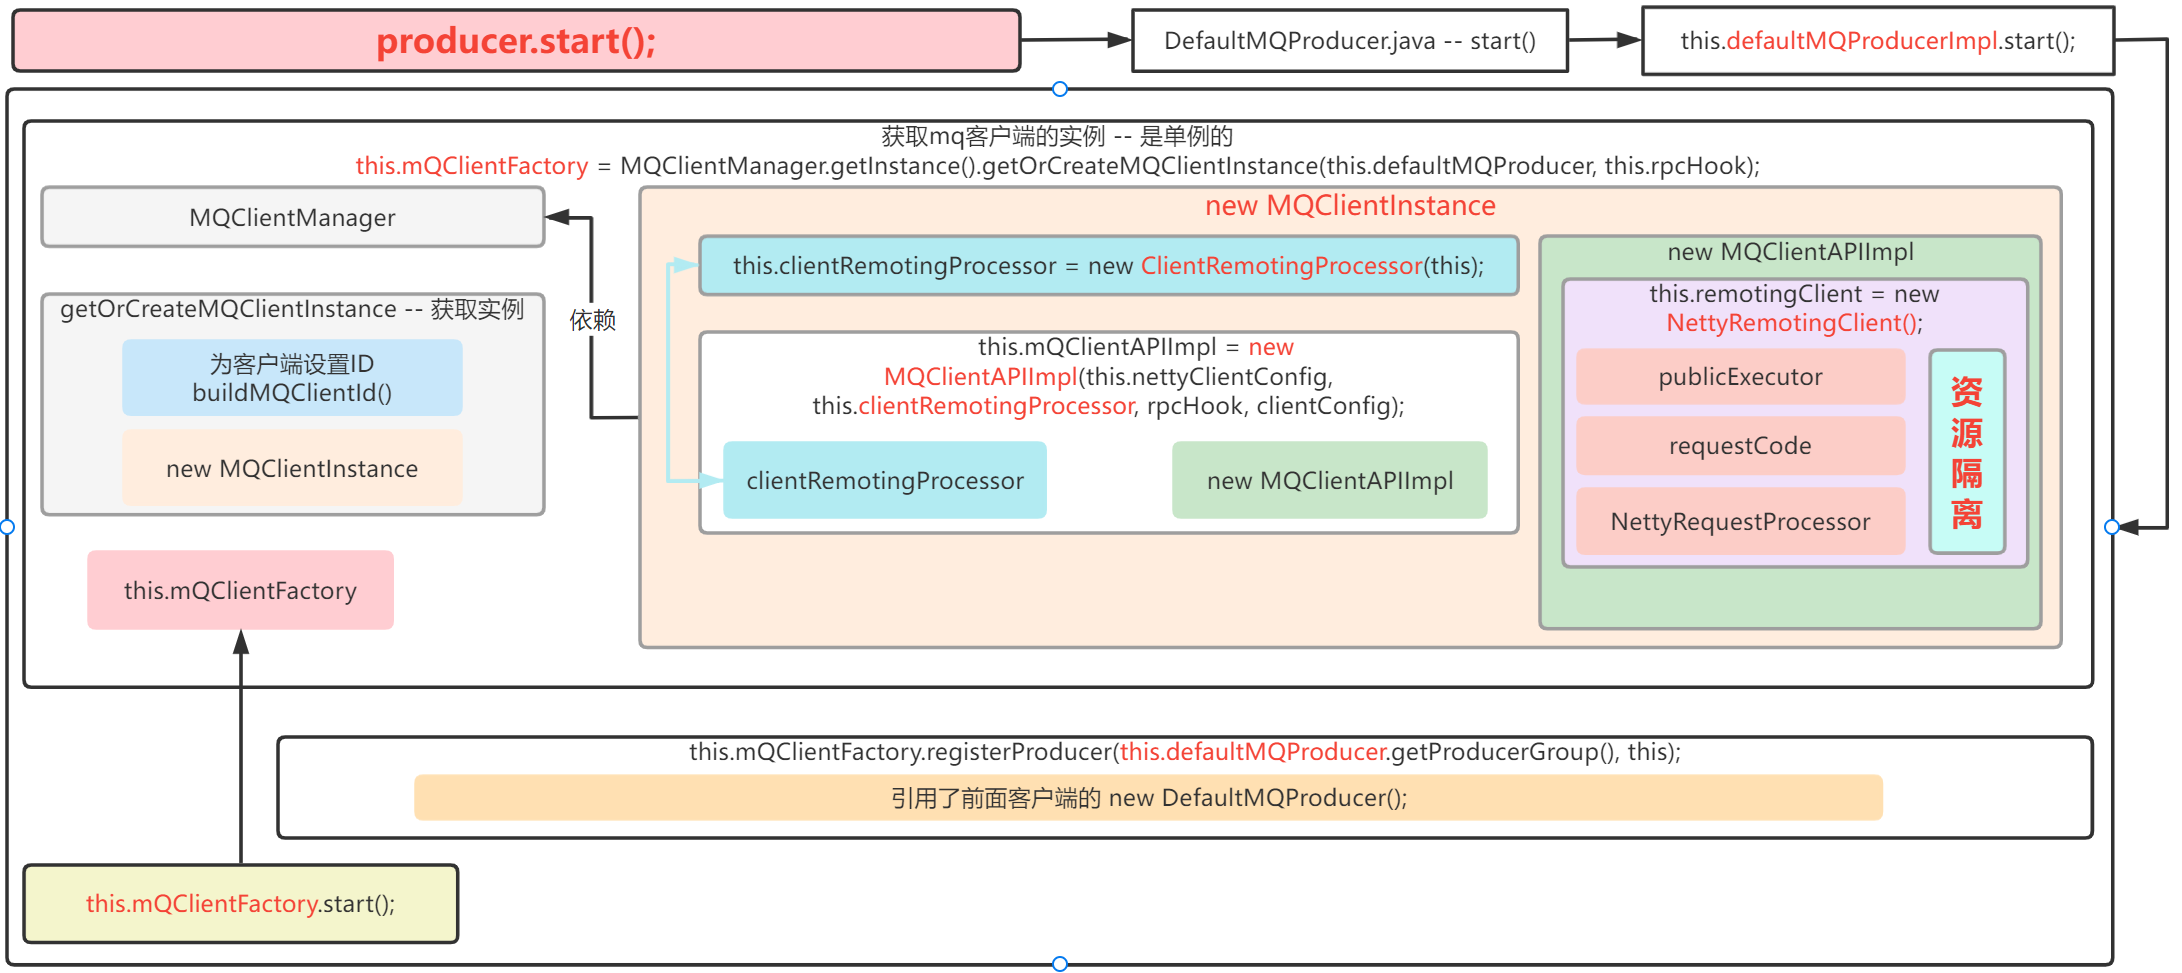 producer.start();
DefaultMQProducer.java -- start()
this.defaultMQProducerImpl.start();
获取mq客户端的实例 -- 是单例的
this.mQClientFactory = MQClientManager.getInstance().getOrCreateMQClientInstance(this.defaultMQProducer, this.rpcHook);
MQClientManager
getOrCreateMQClientInstance -- 获取实例
为客户端设置ID
buildMQClientId()
new MQClientInstance
this.mQClientFactory
依赖
new MQClientInstance
this.clientRemotingProcessor = new ClientRemotingProcessor(this);
this.mQClientAPIImpl = new
MQClientAPIImpl(this.nettyClientConfig,
this.clientRemotingProcessor, rpcHook, clientConfig);
clientRemotingProcessor
new MQClientAPIImpl
new MQClientAPIImpl
this.remotingClient = new
NettyRemotingClient();
publicExecutor
requestCode
NettyRequestProcessor
资
源
隔
离
this.mQClientFactory.registerProducer(this.defaultMQProducer.getProducerGroup(), this);
引用了前面客户端的 new DefaultMQProducer();
this.mQClientFactory.start();